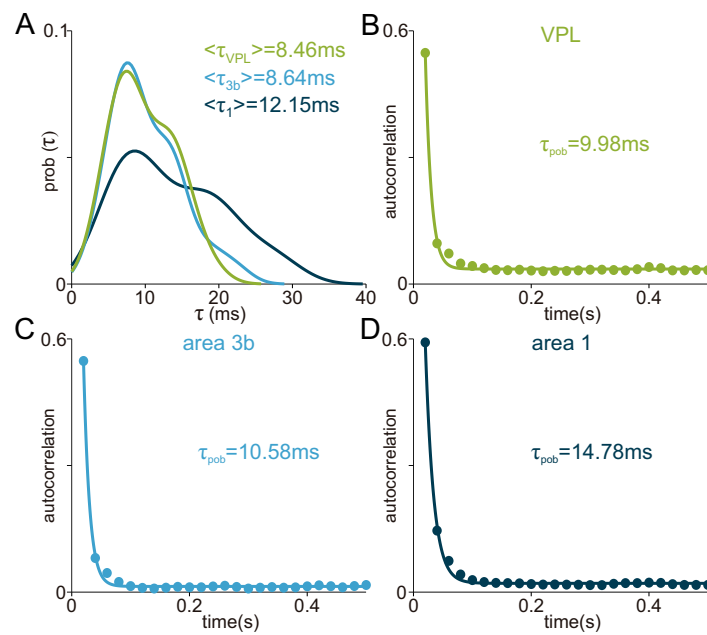 A
0.1
<τVPL>=8.46ms
<τ3b>=8.64ms
<τ1>=12.15ms
prob (τ)
0
0 10 20 30 40
τ (ms)
B
0.6
VPL
τpob=9.98ms
autocorrelation
0
0.2 0.4
time(s)
C
0.6
area 3b
τpob=10.58ms
autocorrelation
0
0.2 0.4
time(s)
D
0.6
area 1
τpob=14.78ms
autocorrelation
0
0.2 0.4
time(s)